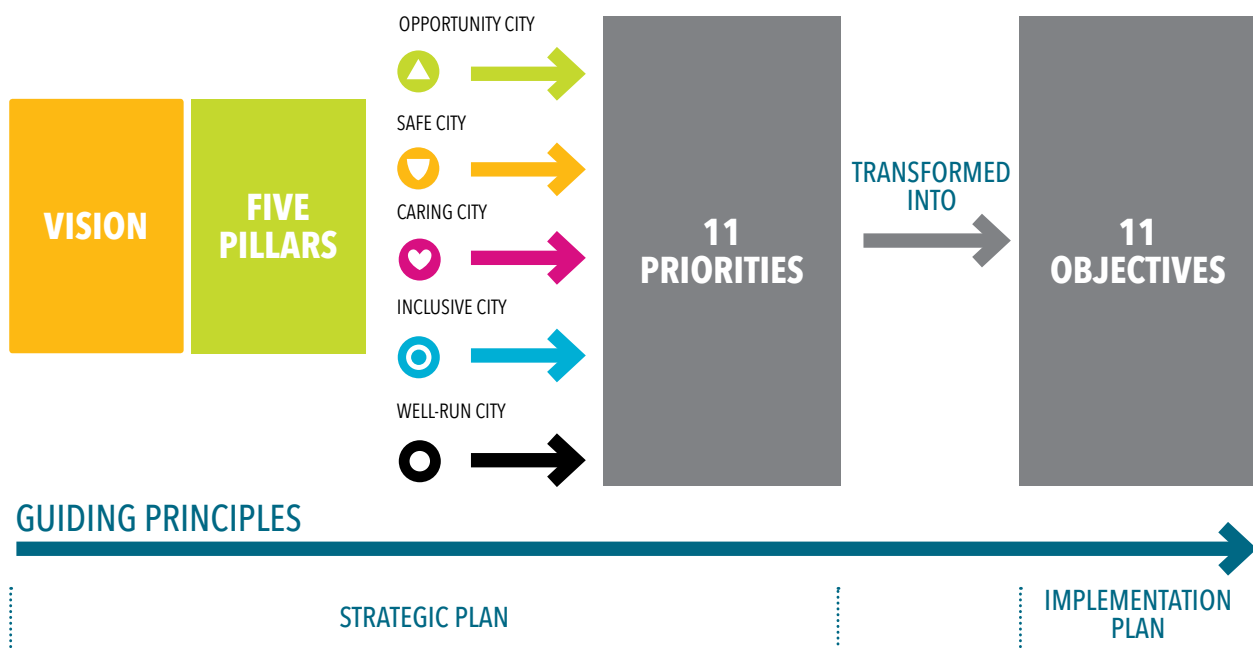 OPPORTUNITY CITY
SAFE CITY
CARING CITY
INCLUSIVE CITY
WELL-RUN CITY
VISION
FIVE
PILLARS
11
PRIORITIES
TRANSFORMED
INTO
11
OBJECTIVES
GUIDING PRINCIPLES
STRATEGIC PLAN
IMPLEMENTATION
PLAN